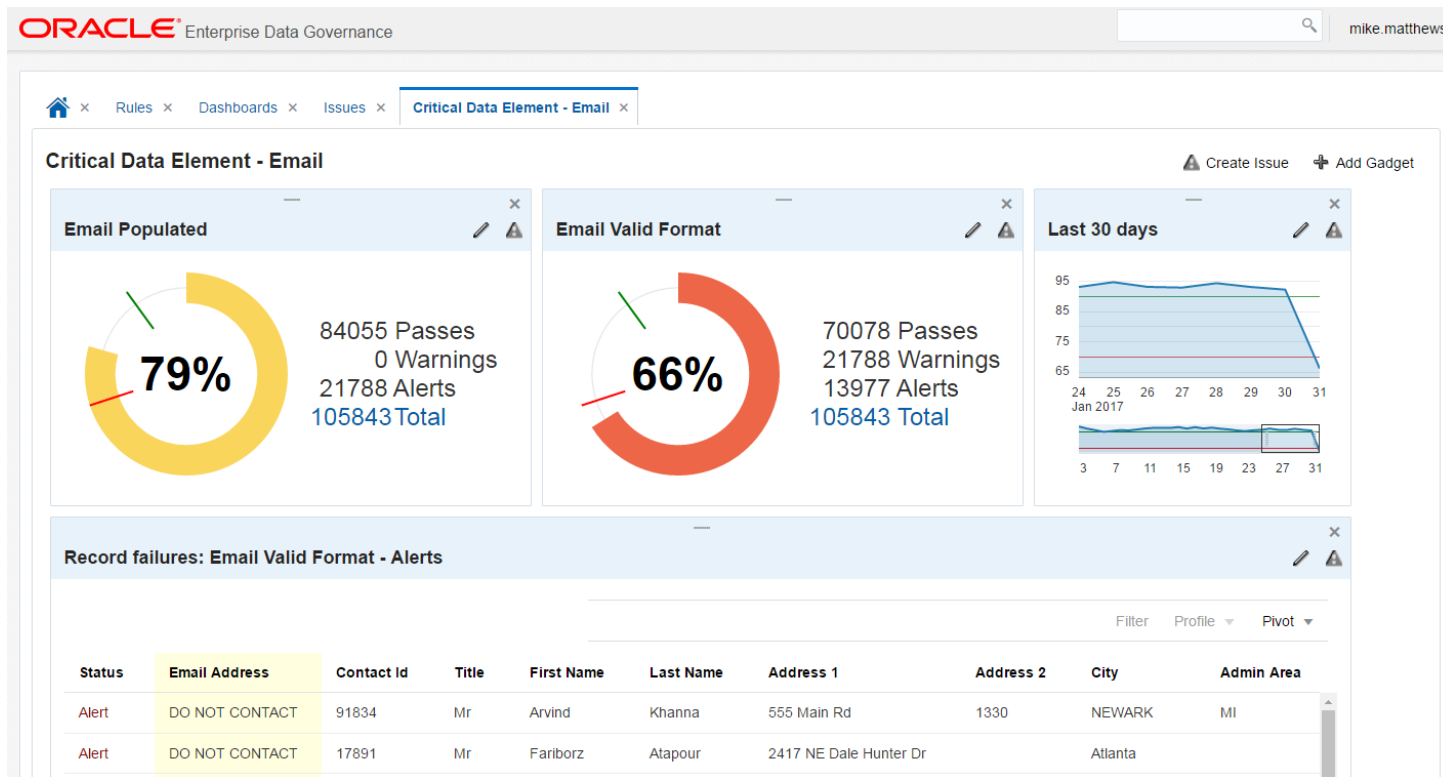 ORACLE Enterprise Data Governance
mike.matthews
Rules Dashboards Issues Critical Data Element - Email
Critical Data Element - Email
Create Issue Add Gadget
Email Populated
79%
84055 Passes
0 Warnings
21788 Alerts
105843 Total
Email Valid Format
66%
70078 Passes
21788 Warnings
13977 Alerts
105843 Total
Last 30 days
95
85
75
65
24 25 26 27 28 29 30 31
Jan 2017
3 7 11 15 19 23 27 31
Record failures: Email Valid Format - Alerts
Filter Profile Pivot
Status Email Address Contact Id Title First Name Last Name Address 1 Address 2 City Admin Area
Alert DO NOT CONTACT 91834 Mr Arvind Khanna 555 Main Rd 1330 NEWARK MI
Alert DO NOT CONTACT 17891 Mr Fariborz Atapour 2417 NE Dale Hunter Dr Atlanta